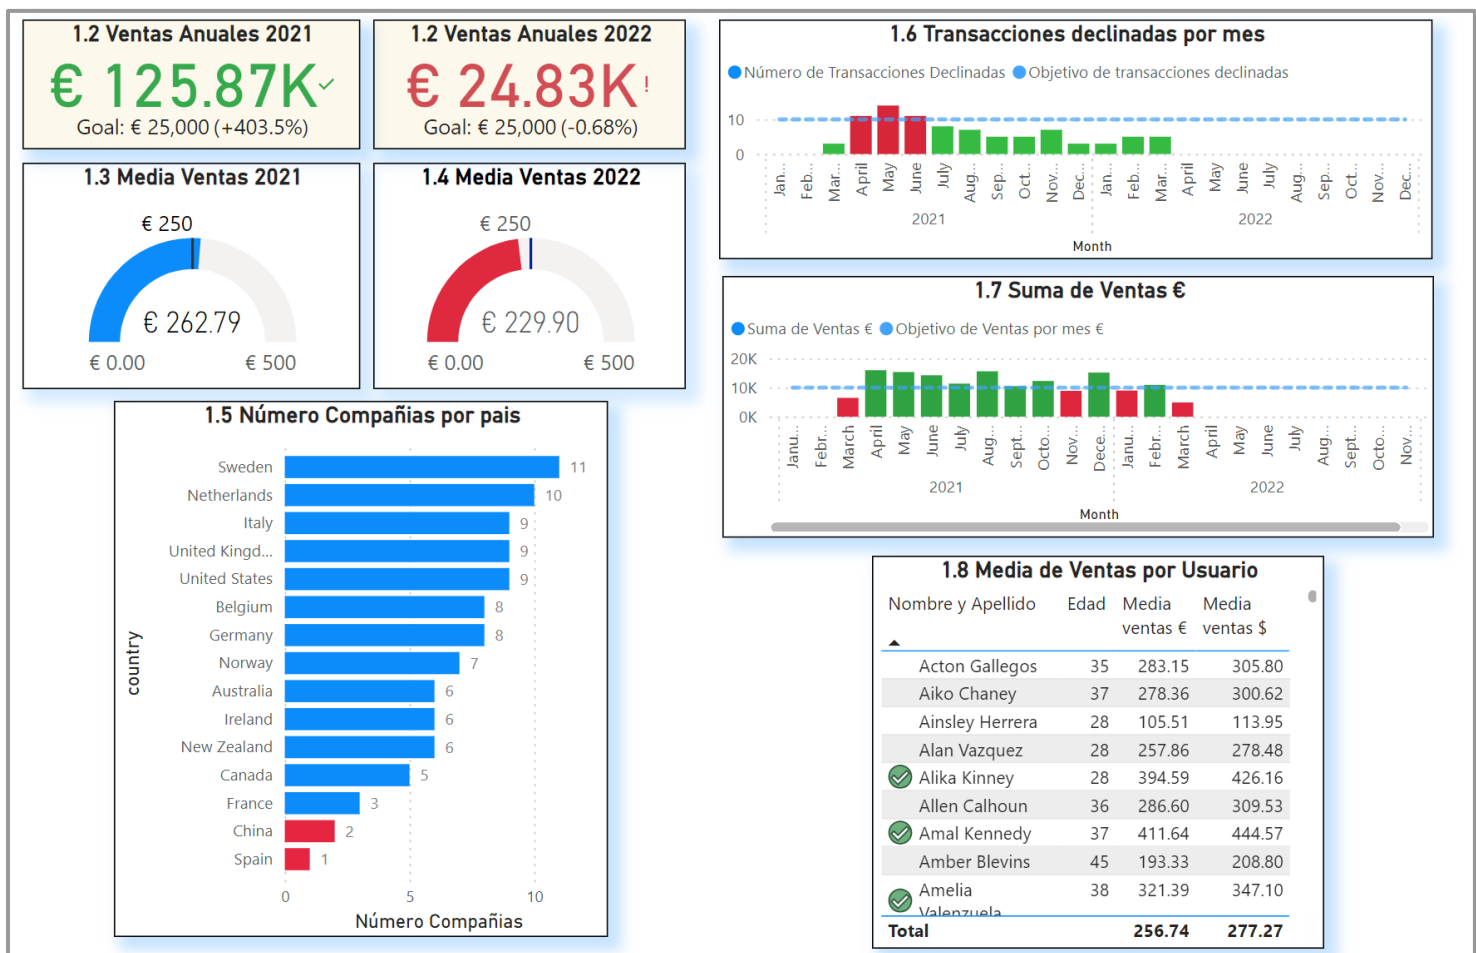 1.2 Ventas Anuales 2021
€ 125.87K
Goal: € 25,000 (+403.5%)
1.2 Ventas Anuales 2022
€ 24.83K!
Goal: € 25,000 (-0.68%)
1.3 Media Ventas 2021
€ 250
€ 262.79
€ 0.00 € 500
1.4 Media Ventas 2022
€ 250
€ 229.90
€ 0.00 € 500
1.5 Número Compañias por pais
country
Sweden 11
Netherlands 10
Italy 9
United Kingd... 9
United States 9
Belgium 8
Germany 8
Norway 7
Australia 6
Ireland 6
New Zealand 6
Canada 5
France 3
China 2
Spain 1
0 5 10
Número Compañias
1.6 Transacciones declinadas por mes
Número de Transacciones Declinadas Objetivo de transacciones declinadas
10
0
Jan... Feb... Mar... April May June July Aug... Sep... Oct... Nov... Dec... Jan... Feb... Mar... April May June July Aug... Sep... Oct... Nov... Dec...
2021 2022
Month
1.7 Suma de Ventas €
Suma de Ventas € Objetivo de Ventas por mes €
20K
10K
0K
Janu... Febr... March April May June July Aug... Sept... Octo... Nov... Dece... Janu... Febr... March April May June July Aug... Sept... Octo... Nov...
2021 2022
Month
1.8 Media de Ventas por Usuario
Nombre y Apellido Edad Media ventas € Media ventas $
Acton Gallegos 35 283.15 305.80
Aiko Chaney 37 278.36 300.62
Ainsley Herrera 28 105.51 113.95
Alan Vazquez 28 257.86 278.48
Alika Kinney 28 394.59 426.16
Allen Calhoun 36 286.60 309.53
Amal Kennedy 37 411.64 444.57
Amber Blevins 45 193.33 208.80
Amelia 38 321.39 347.10
Valenzuela
Total 256.74 277.27